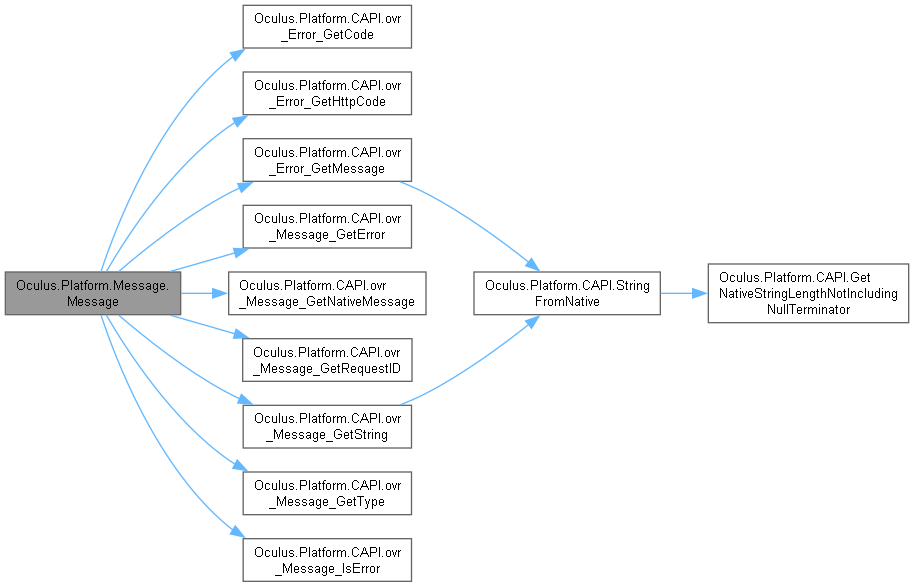 Oculus.Platform.CAPI.ovr
_Error_GetCode
Oculus.Platform.CAPI.ovr
_Error_GetHttpCode
Oculus.Platform.CAPI.ovr
_Error_GetMessage
Oculus.Platform.CAPI.ovr
_Message_GetError
Oculus.Platform.Message.
Message
Oculus.Platform.CAPI.ovr
_Message_GetNativeMessage
Oculus.Platform.CAPI.String
FromNative
Oculus.Platform.CAPI.Get
NativeStringLengthNotIncluding
NullTerminator
Oculus.Platform.CAPI.ovr
_Message_GetRequestID
Oculus.Platform.CAPI.ovr
_Message_GetString
Oculus.Platform.CAPI.ovr
_Message_GetType
Oculus.Platform.CAPI.ovr
_Message_IsError